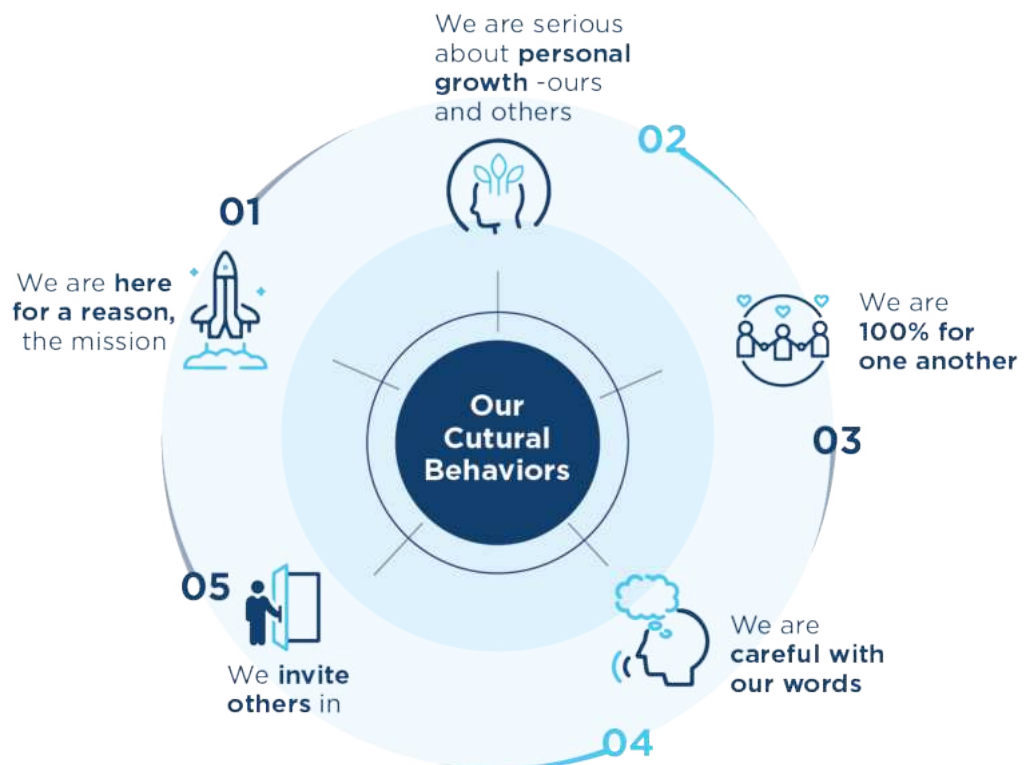 Our
Cutural
Behaviors
01
We are here
for a reason,
the mission
02
We are serious
about personal
growth -ours
and others
03
We are
100% for
one another
04
We are
careful with
our words
05
We invite
others in